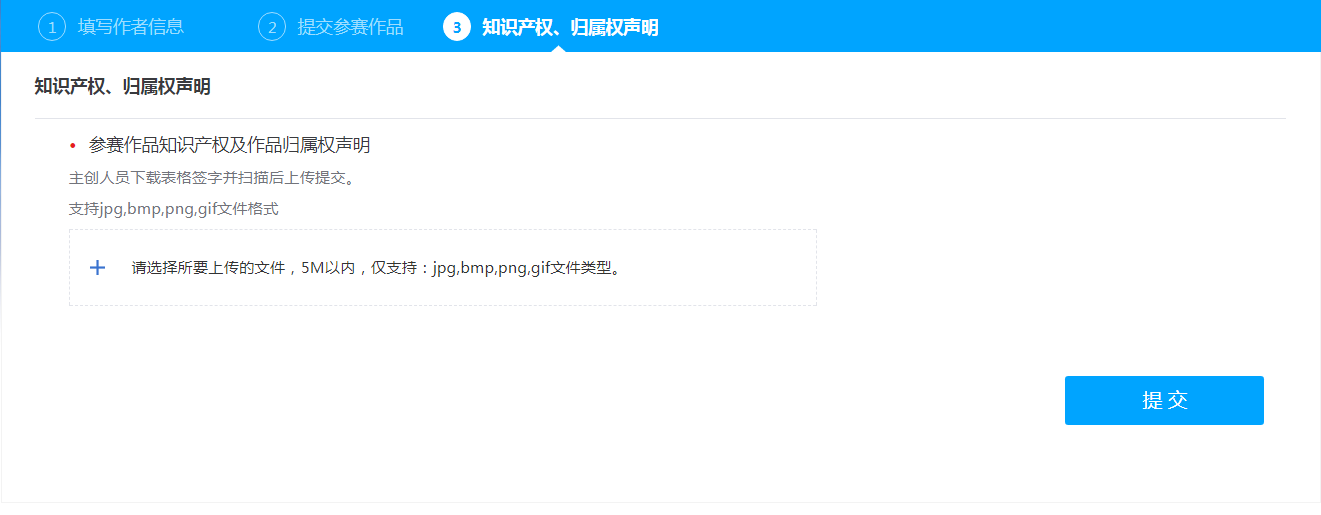 1 填写作者信息 2 提交参赛作品 3 知识产权、归属权声明
知识产权、归属权声明
• 参赛作品知识产权及作品归属权声明
主创人员下载表格签字并扫描后上传提交。
支持jpg,bmp,png,gif文件格式
+ 请选择所要上传的文件，5M以内，仅支持：jpg,bmp,png,gif文件类型。
提交